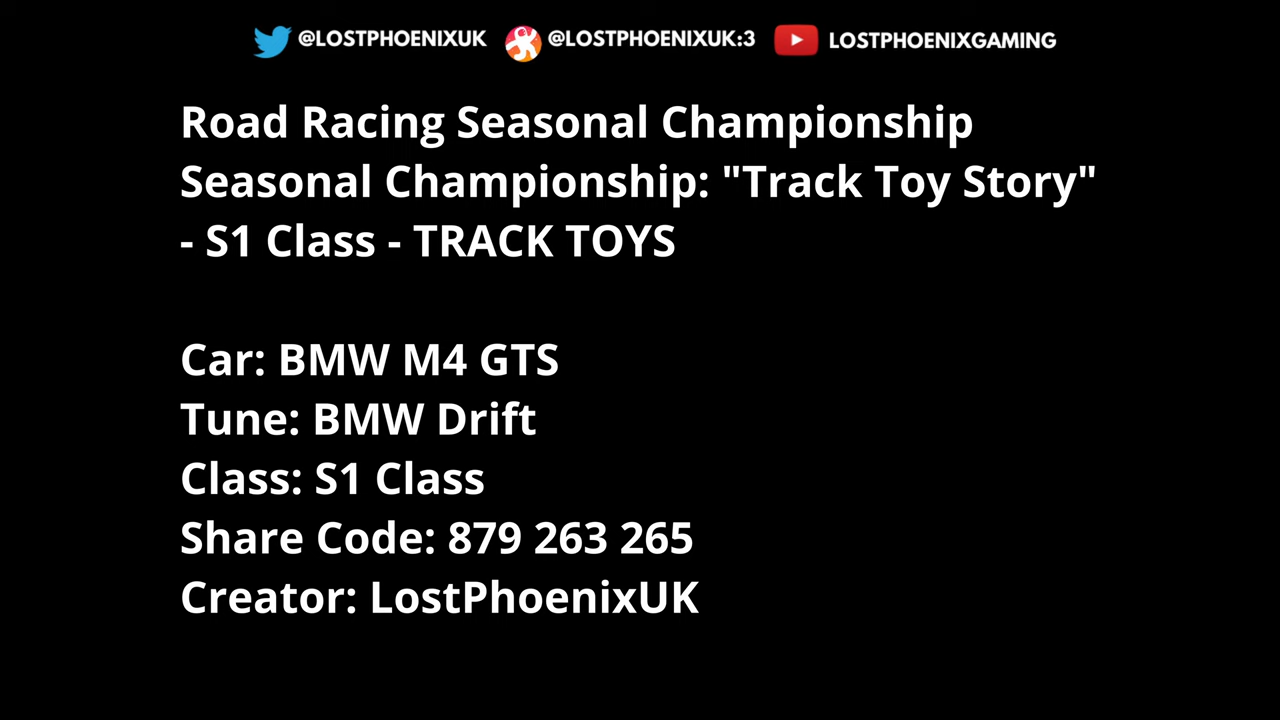 @LOSTPHOENIXUK @LOSTPHOENIXUK:3 LOSTPHOENIXGAMING
Road Racing Seasonal Championship
Seasonal Championship: "Track Toy Story"
- S1 Class - TRACK TOYS
Car: BMW M4 GTS
Tune: BMW Drift
Class: S1 Class
Share Code: 879 263 265
Creator: LostPhoenixUK